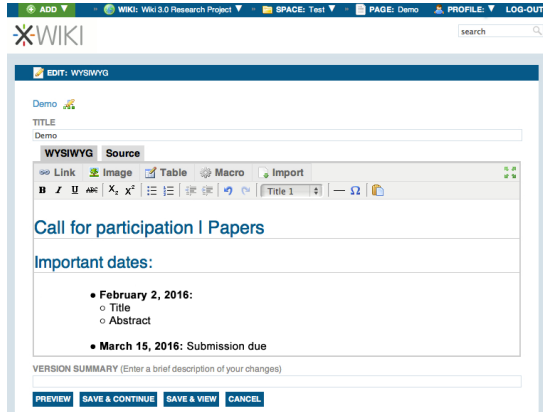 ADD ▼ » WIKI: Wiki 3.0 Research Project ▼ » SPACE: Test ▼ » PAGE: Demo PROFILE: ▼ LOG-OUT
XWIKI
search
EDIT: WYSIWYG
Demo
TITLE
Demo
WYSIWYG Source
Link Image Table Macro Import
B I U ABC X₂ X² Title 1 — Ω
Call for participation | Papers
Important dates:
● February 2, 2016:
○ Title
○ Abstract
● March 15, 2016: Submission due
VERSION SUMMARY (Enter a brief description of your changes)
PREVIEW SAVE & CONTINUE SAVE & VIEW CANCEL